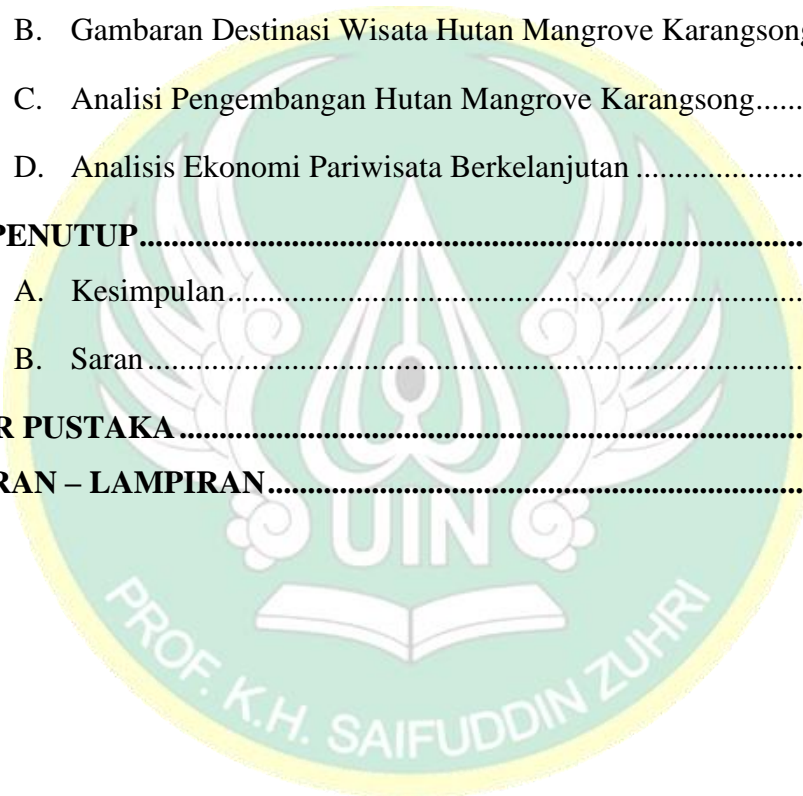 B. Gambaran Destinasi Wisata Hutan Mangrove Karangsong
C. Analisi Pengembangan Hutan Mangrove Karangsong.......
D. Analisis Ekonomi Pariwisata Berkelanjutan .......................
PENUTUP...............................................................................
A. Kesimpulan.........................................................................
B. Saran...................................................................................
R PUSTAKA...........................................................................
RAN – LAMPIRAN................................................................
UIN
PROF. K.H. SAIFUDDIN ZUHRI